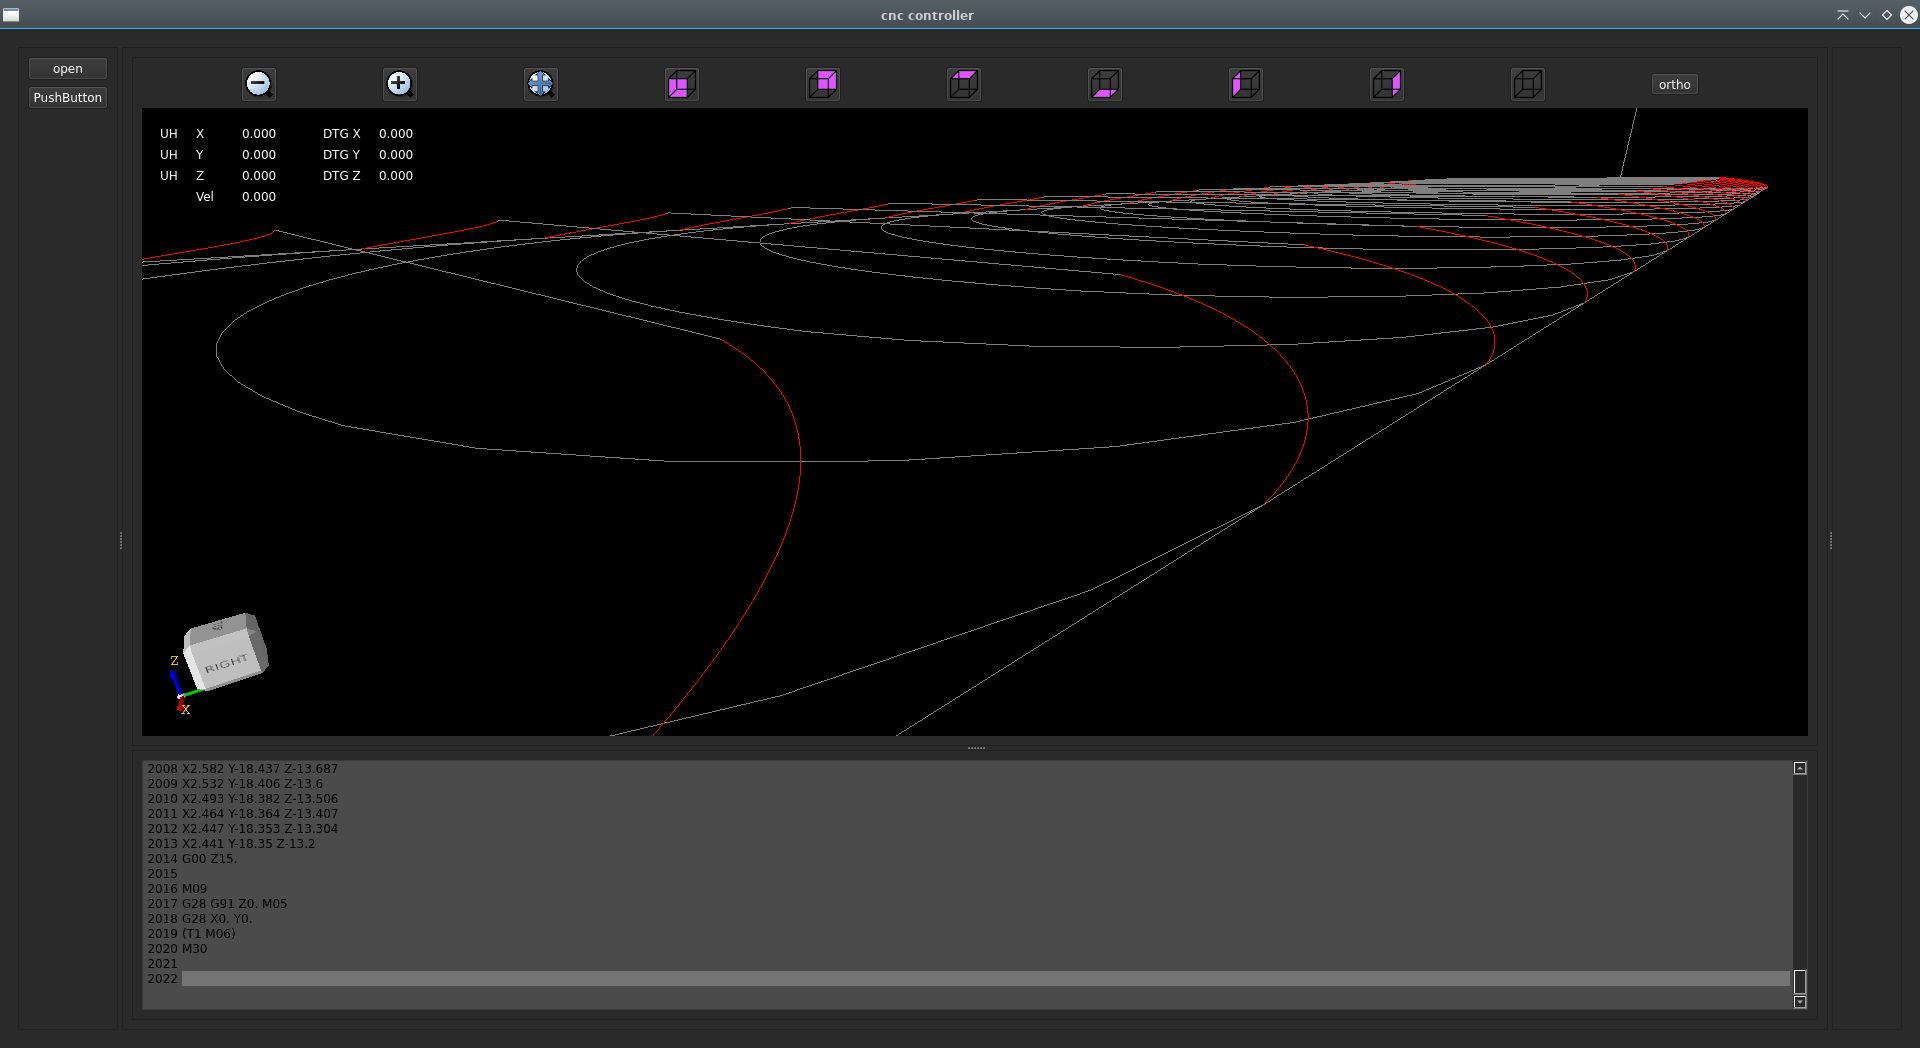 cnc controller
open
PushButton
ortho
UH X 0.000 DTG X 0.000
UH Y 0.000 DTG Y 0.000
UH Z 0.000 DTG Z 0.000
Vel 0.000
RIGHT
Z
X
2008 X2.582 Y-18.437 Z-13.687
2009 X2.532 Y-18.406 Z-13.6
2010 X2.493 Y-18.382 Z-13.506
2011 X2.464 Y-18.364 Z-13.407
2012 X2.447 Y-18.353 Z-13.304
2013 X2.441 Y-18.35 Z-13.2
2014 G00 Z15.
2015
2016 M09
2017 G28 G91 Z0. M05
2018 G28 X0. Y0.
2019 (T1 M06)
2020 M30
2021
2022